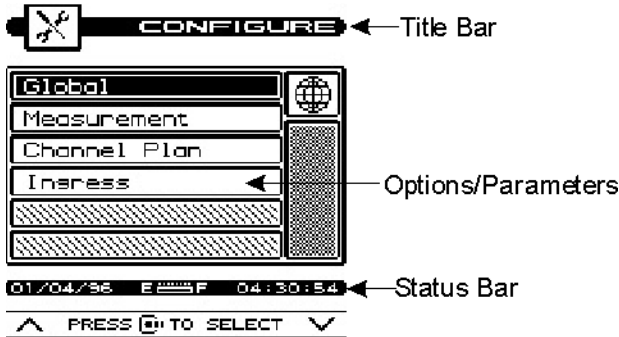 CONFIGURE
Title Bar
Global
Measurement
Channel Plan
Ingress
Options/Parameters
01/04/96 E F 04:30:54
Status Bar
PRESS TO SELECT